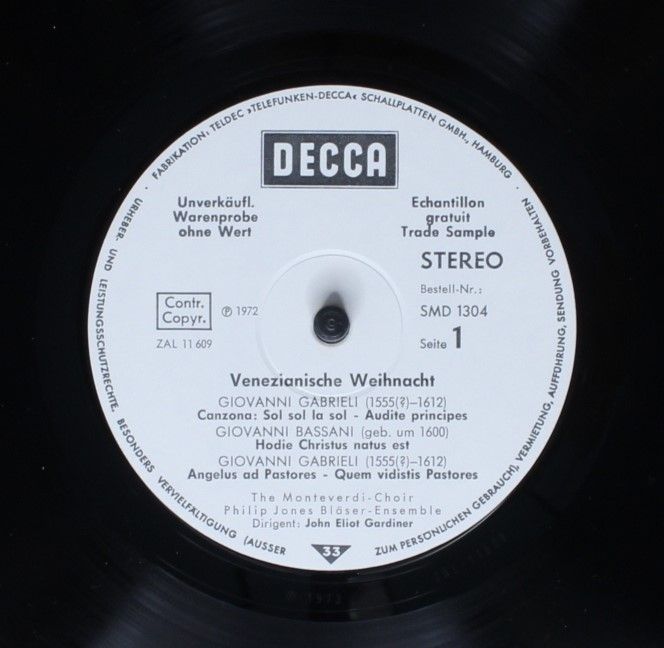 FABRIKATION: TELDEC »TELEFUNKEN-DECCA« SCHALLPLATTEN GMBH., HAMBURG
DECCA
Unverkäufl.
Warenprobe
ohne Wert
Echantillon
gratuit
Trade Sample
STEREO
Bestell-Nr.:
SMD 1304
Seite 1
Contr.
Copyr.
Ⓟ 1972
ZAL 11 609
Venezianische Weihnacht
GIOVANNI GABRIELI (1555(?)–1612)
Canzona: Sol sol la sol - Audite principes
GIOVANNI BASSANI (geb. um 1600)
Hodie Christus natus est
GIOVANNI GABRIELI (1555(?)–1612)
Angelus ad Pastores - Quem vidistis Pastores
The Monteverdi-Choir
Philip Jones Bläser-Ensemble
Dirigent: John Eliot Gardiner
33
URHEBER- UND LEISTUNGSSCHUTZRECHTE, BESONDERS VERVIELFÄLTIGUNG (AUSSER ZUM PERSÖNLICHEN GEBRAUCH), VERMIETUNG, AUFFÜHRUNG, SENDUNG VORBEHALTEN